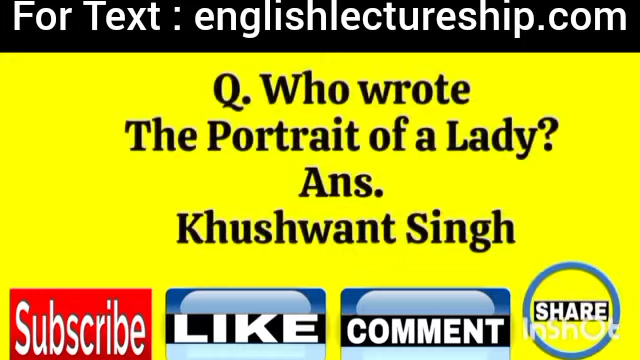 For Text : englishlectureship.com
Q. Who wrote
The Portrait of a Lady?
Ans.
Khushwant Singh
Subscribe
LIKE
COMMENT
SHARE
InShOt